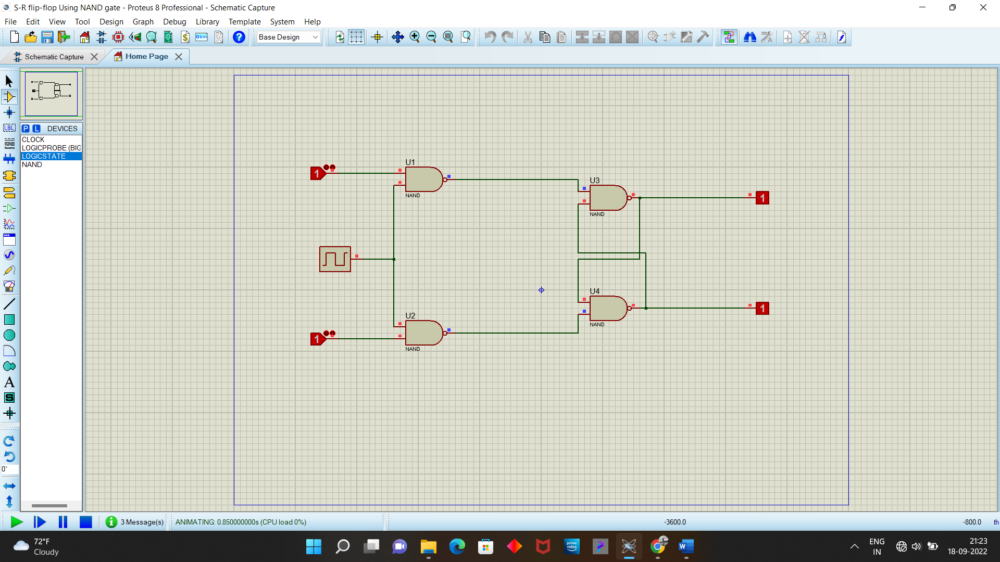 S-R flip-flop Using NAND gate - Proteus 8 Professional - Schematic Capture
File Edit View Tool Design Graph Debug Library Template System Help
Base Design
Schematic Capture
Home Page
P L DEVICES
CLOCK
LOGICPROBE (BIG
LOGICSTATE
NAND
LBL
A
S
0°
U1
1
NAND
U3
1
NAND
U4
1
NAND
U2
1
NAND
3 Message(s)
ANIMATING: 0.850000000s (CPU load 0%)
-3600.0
-800.0
th
72°F
Cloudy
prime video
ENG
IN
21:23
18-09-2022